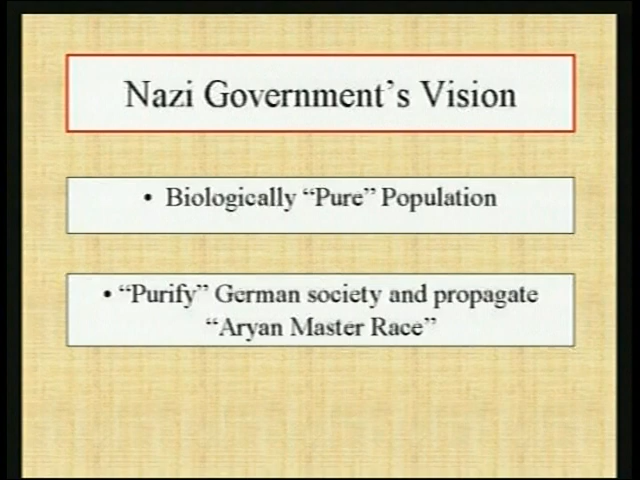 Nazi Government’s Vision
• Biologically “Pure” Population
• “Purify” German society and propagate
“Aryan Master Race”